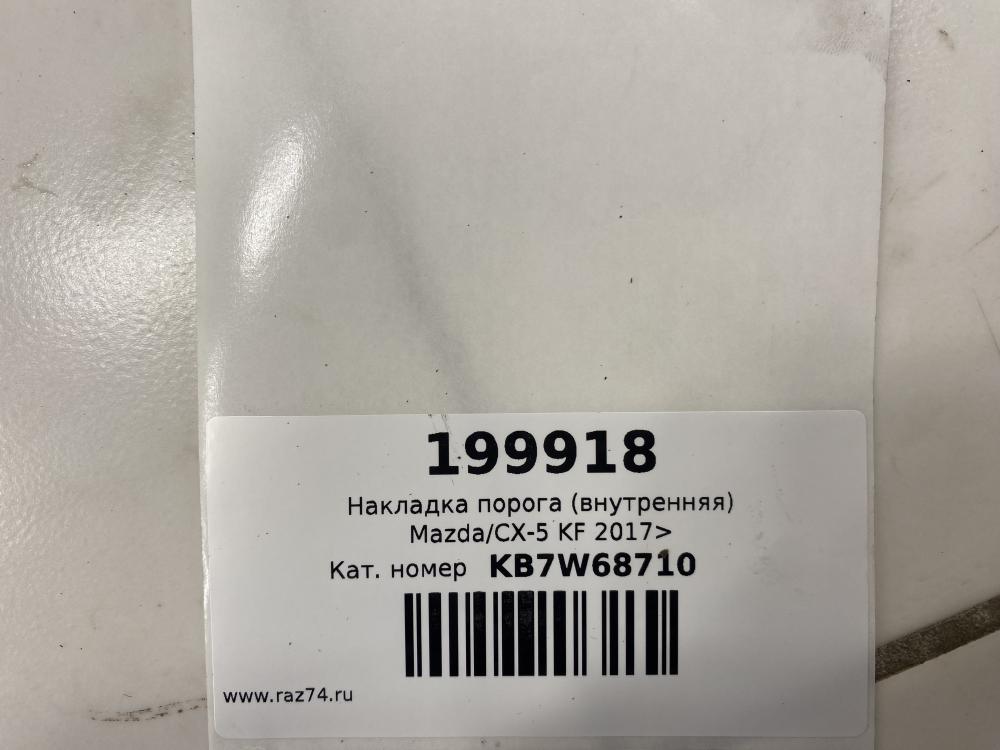 199918
Накладка порога (внутренняя)
Mazda/CX-5 KF 2017>
Кат. номер KB7W68710
www.raz74.ru